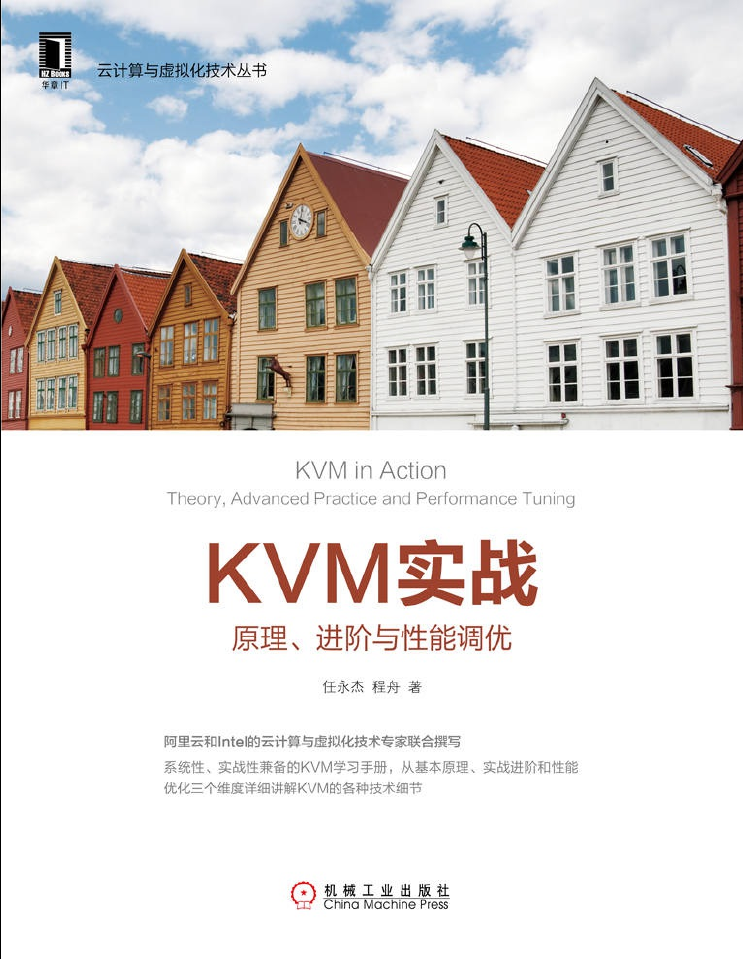 HZ BOOKS
华章IT
云计算与虚拟化技术丛书
KVM in Action
Theory, Advanced Practice and Performance Tuning
KVM实战
原理、进阶与性能调优
任永杰 程舟 著
阿里云和Intel的云计算与虚拟化技术专家联合撰写
系统性、实战性兼备的KVM学习手册，从基本原理、实战进阶和性能
优化三个维度详细讲解KVM的各种技术细节
机械工业出版社
China Machine Press